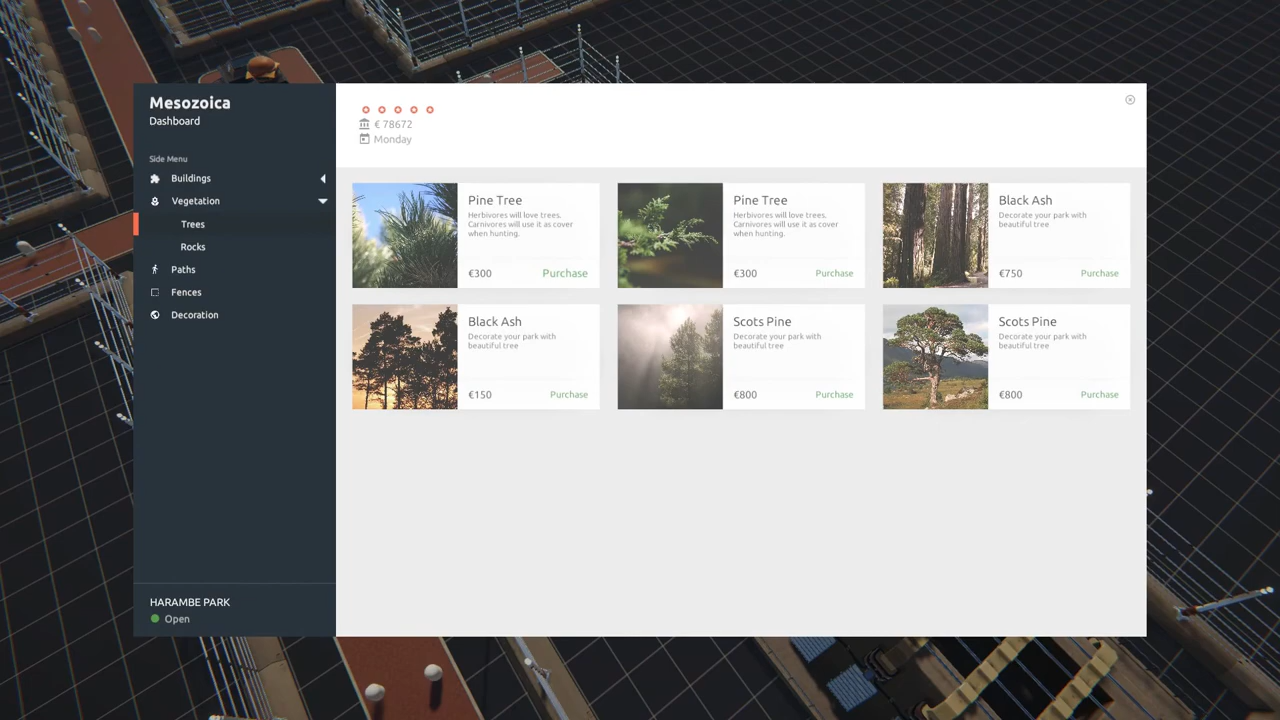 Mesozoica
Dashboard
Side Menu
Buildings
Vegetation
Trees
Rocks
Paths
Fences
Decoration
HARAMBE PARK
Open
€ 78672
Monday
Pine Tree
Herbivores will love trees.
Carnivores will use it as cover
when hunting.
€300 Purchase
Pine Tree
Herbivores will love trees.
Carnivores will use it as cover
when hunting.
€300 Purchase
Black Ash
Decorate your park with
beautiful tree
€750 Purchase
Black Ash
Decorate your park with
beautiful tree
€150 Purchase
Scots Pine
Decorate your park with
beautiful tree
€800 Purchase
Scots Pine
Decorate your park with
beautiful tree
€800 Purchase